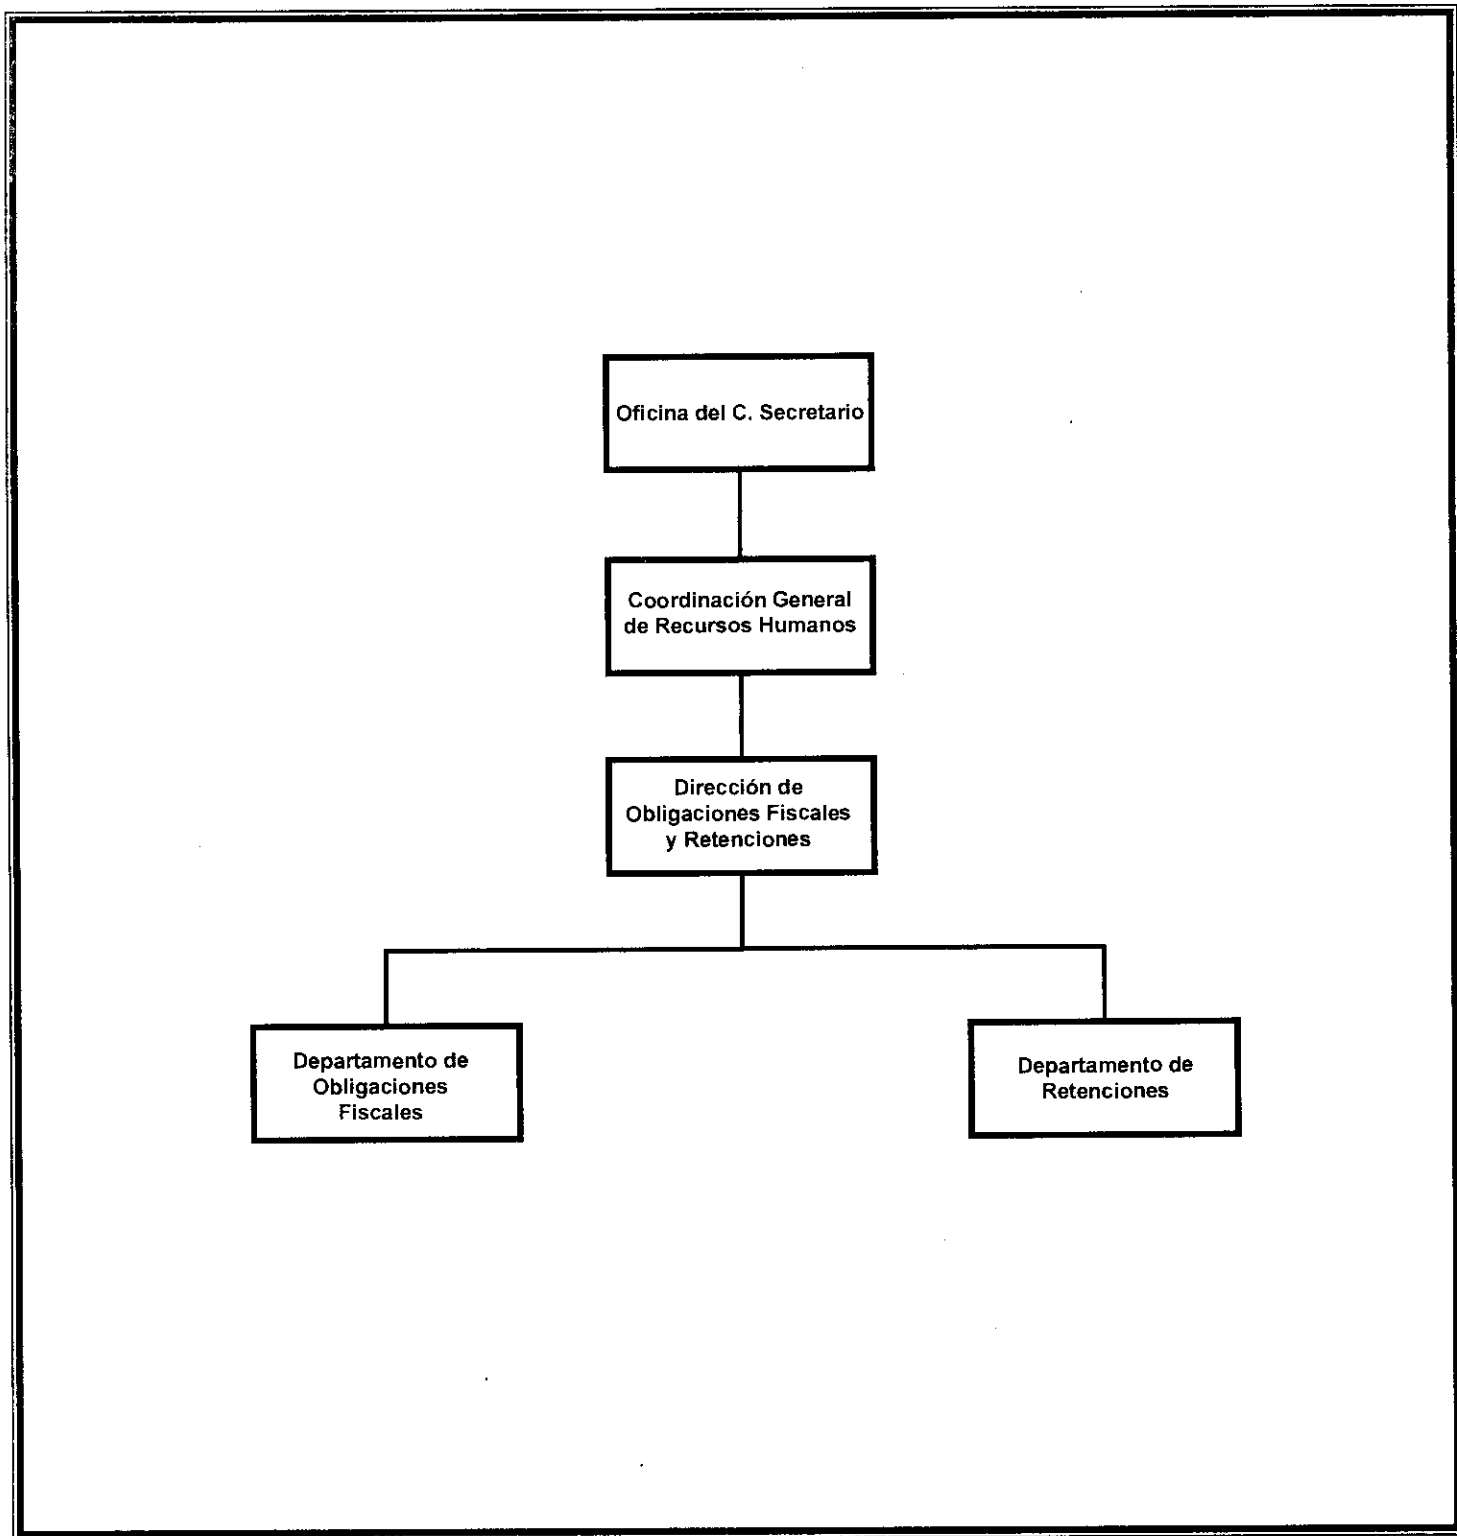 Oficina del C. Secretario
Coordinación General
de Recursos Humanos
Dirección de
Obligaciones Fiscales
y Retenciones
Departamento de
Obligaciones
Fiscales
Departamento de
Retenciones